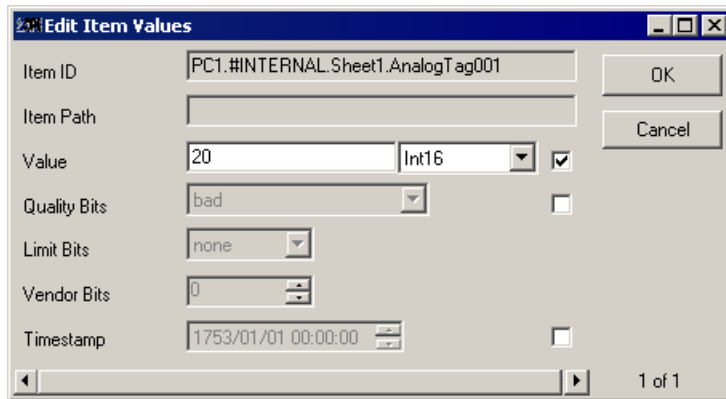 Edit Item Values
Item ID PC1.#INTERNAL.Sheet1.AnalogTag001 OK
Item Path
Cancel
Value 20 Int16
Quality Bits bad
Limit Bits none
Vendor Bits 0
Timestamp 1753/01/01 00:00:00
1 of 1